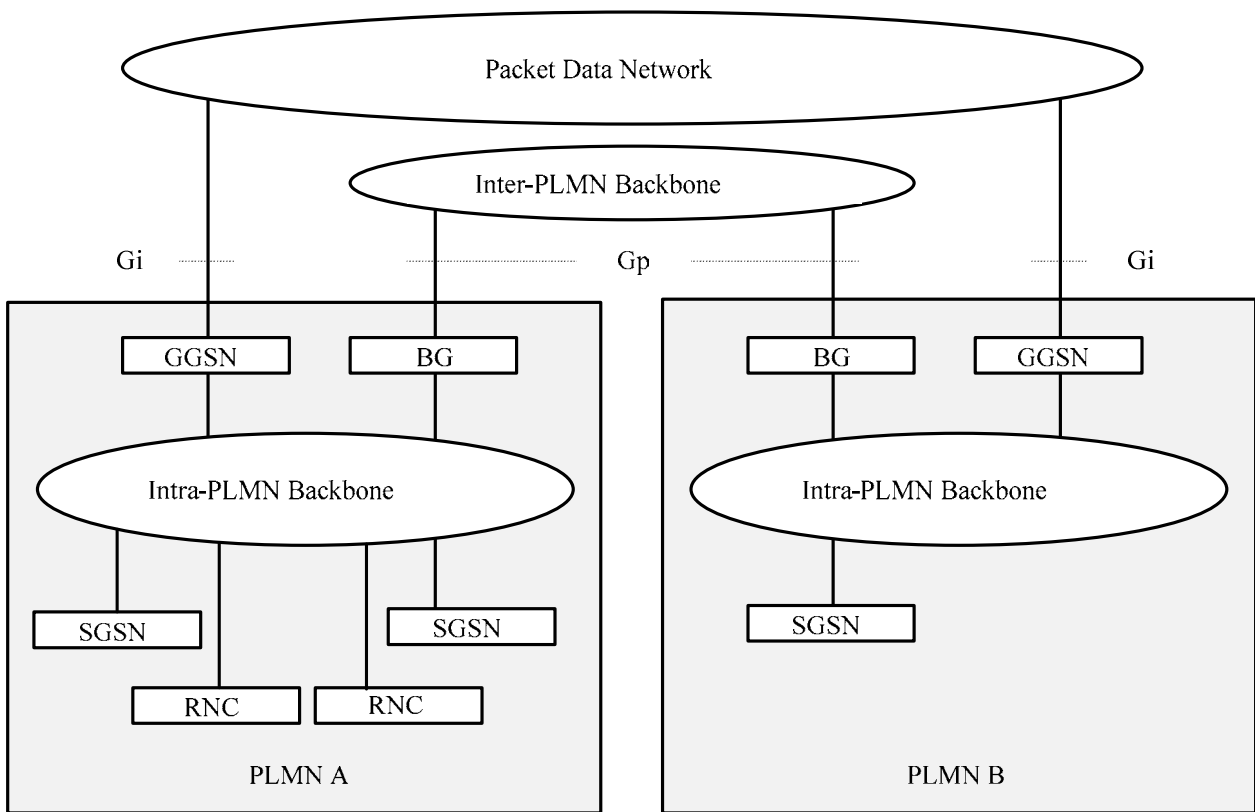 Packet Data Network
Inter-PLMN Backbone
Gi
Gp
Gi
GGSN
BG
BG
GGSN
Intra-PLMN Backbone
Intra-PLMN Backbone
SGSN
SGSN
SGSN
RNC
RNC
PLMN A
PLMN B